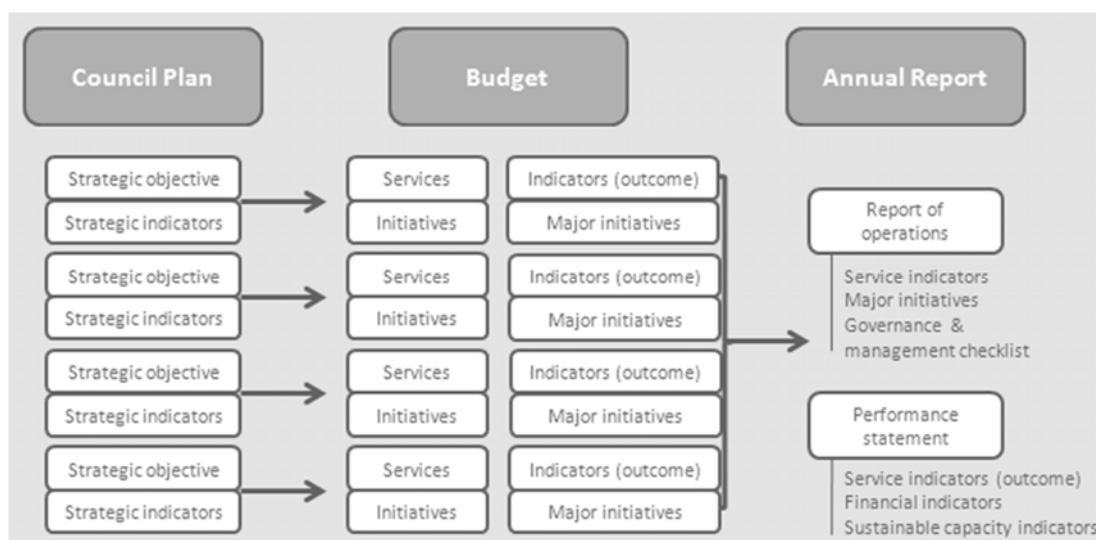 Council Plan
Budget
Annual Report
Strategic objective
Strategic indicators
Services
Initiatives
Indicators (outcome)
Major initiatives
Strategic objective
Strategic indicators
Services
Initiatives
Indicators (outcome)
Major initiatives
Strategic objective
Strategic indicators
Services
Initiatives
Indicators (outcome)
Major initiatives
Strategic objective
Strategic indicators
Services
Initiatives
Indicators (outcome)
Major initiatives
Report of
operations
Service indicators
Major initiatives
Governance &
management checklist
Performance
statement
Service indicators (outcome)
Financial indicators
Sustainable capacity indicators